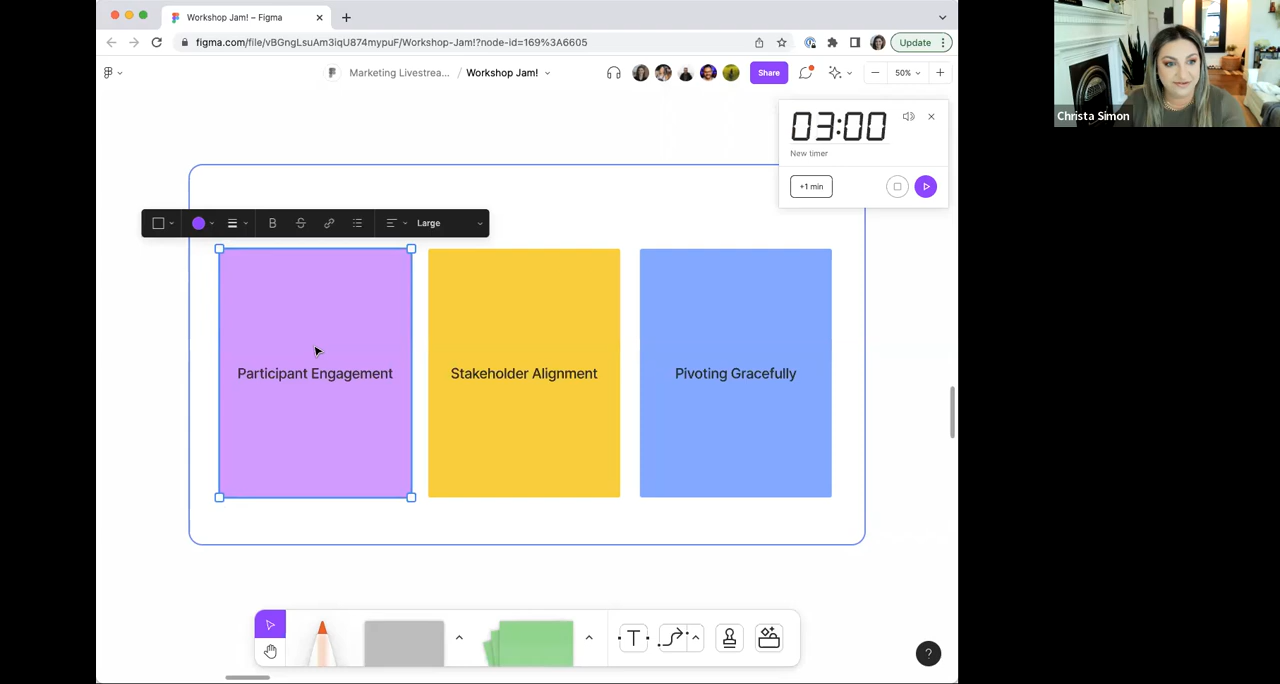 Workshop Jam! – Figma
figma.com/file/vBGngLsuAm3iqU874mypuF/Workshop-Jam!?node-id=169%3A6605
Update
Marketing Livestrea... / Workshop Jam!
Share
50%
Christa Simon
03:00
New timer
+1 min
B
S
Large
Participant Engagement
Stakeholder Alignment
Pivoting Gracefully
T
?